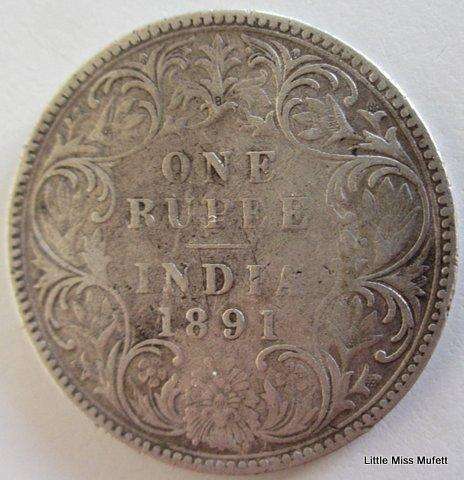 ONE
RUPEE
INDIA
1891
Little Miss Mufett